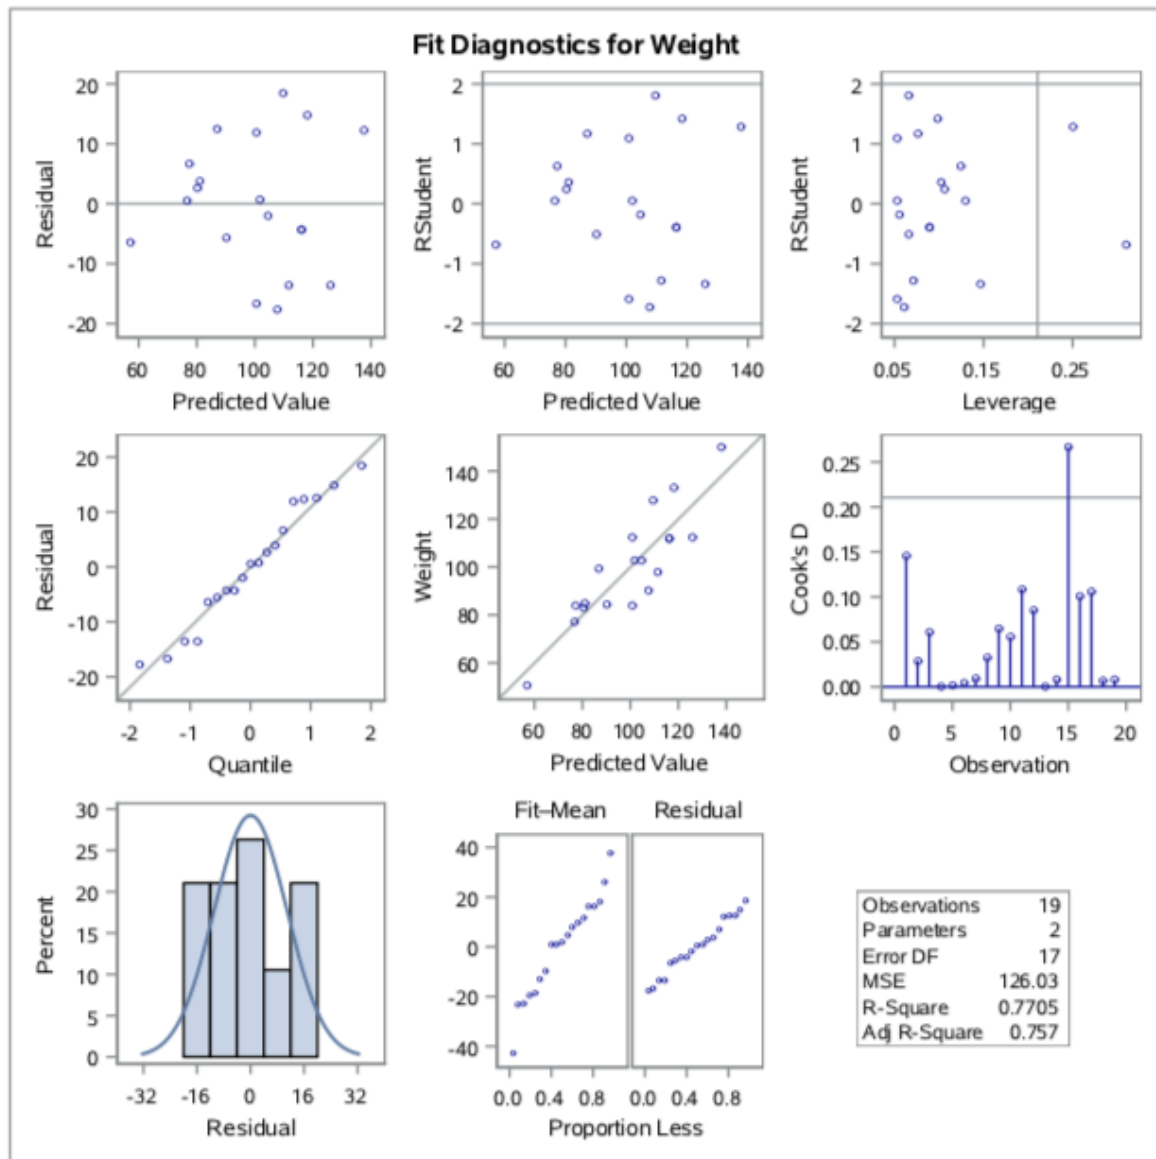 Fit Diagnostics for Weight
20
10
0
-10
-20
Residual
60 80 100 120 140
Predicted Value
2
1
0
-1
-2
RStudent
60 80 100 120 140
Predicted Value
2
1
0
-1
-2
RStudent
0.05 0.15 0.25
Leverage
20
10
0
-10
-20
Residual
-2 -1 0 1 2
Quantile
140
120
100
80
60
Weight
60 80 100 120 140
Predicted Value
0.25
0.20
0.15
0.10
0.05
0.00
Cook's D
0 5 10 15 20
Observation
30
25
20
15
10
5
0
Percent
-32 -16 0 16 32
Residual
Fit–Mean Residual
40
20
0
-20
-40
0.0 0.4 0.8 0.0 0.4 0.8
Proportion Less
Observations 19
Parameters 2
Error DF 17
MSE 126.03
R-Square 0.7705
Adj R-Square 0.757